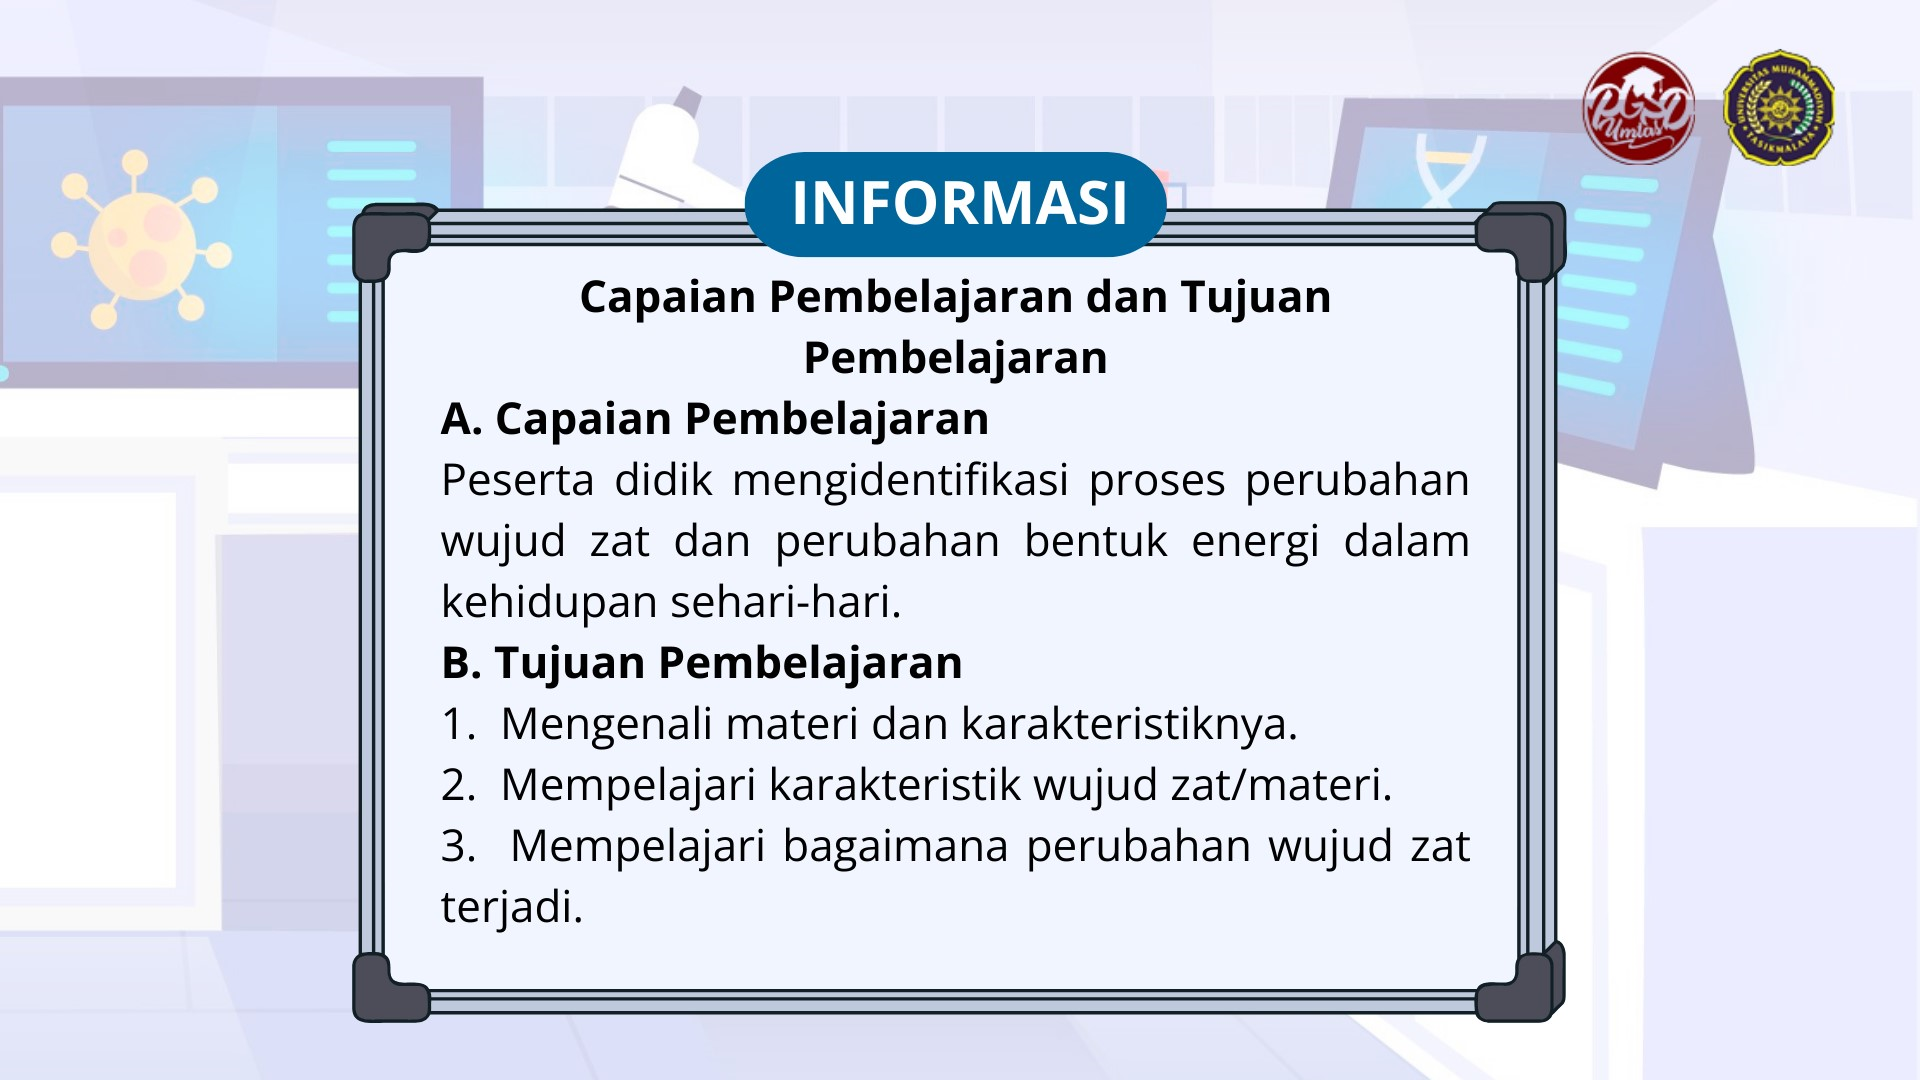 PGSD
Umtas
UNIVERSITAS MUHAMMADIYAH
TASIKMALAYA
INFORMASI
Capaian Pembelajaran dan Tujuan
Pembelajaran
A. Capaian Pembelajaran
Peserta didik mengidentifikasi proses perubahan
wujud zat dan perubahan bentuk energi dalam
kehidupan sehari-hari.
B. Tujuan Pembelajaran
1. Mengenali materi dan karakteristiknya.
2. Mempelajari karakteristik wujud zat/materi.
3. Mempelajari bagaimana perubahan wujud zat
terjadi.